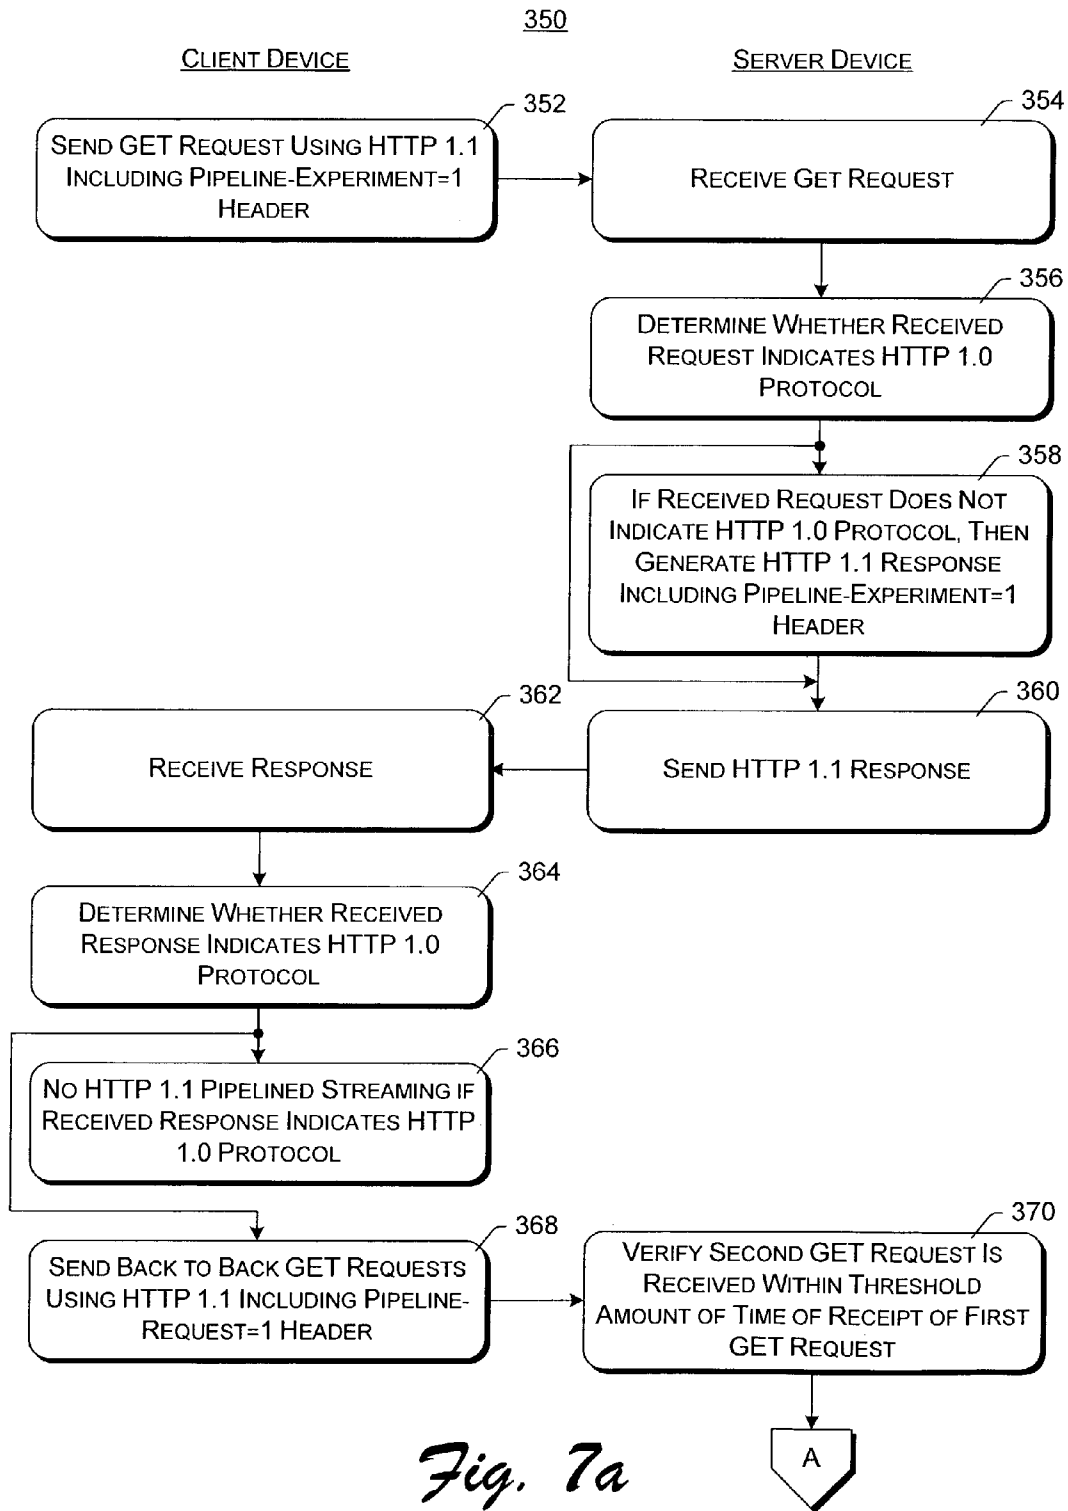 350
CLIENT DEVICE
SERVER DEVICE
352
SEND GET REQUEST USING HTTP 1.1
INCLUDING PIPELINE-EXPERIMENT=1
HEADER
354
RECEIVE GET REQUEST
356
DETERMINE WHETHER RECEIVED
REQUEST INDICATES HTTP 1.0
PROTOCOL
358
IF RECEIVED REQUEST DOES NOT
INDICATE HTTP 1.0 PROTOCOL, THEN
GENERATE HTTP 1.1 RESPONSE
INCLUDING PIPELINE-EXPERIMENT=1
HEADER
360
SEND HTTP 1.1 RESPONSE
362
RECEIVE RESPONSE
364
DETERMINE WHETHER RECEIVED
RESPONSE INDICATES HTTP 1.0
PROTOCOL
366
NO HTTP 1.1 PIPELINED STREAMING IF
RECEIVED RESPONSE INDICATES HTTP
1.0 PROTOCOL
368
SEND BACK TO BACK GET REQUESTS
USING HTTP 1.1 INCLUDING PIPELINE-
REQUEST=1 HEADER
370
VERIFY SECOND GET REQUEST IS
RECEIVED WITHIN THRESHOLD
AMOUNT OF TIME OF RECEIPT OF FIRST
GET REQUEST
A
Fig. 7a